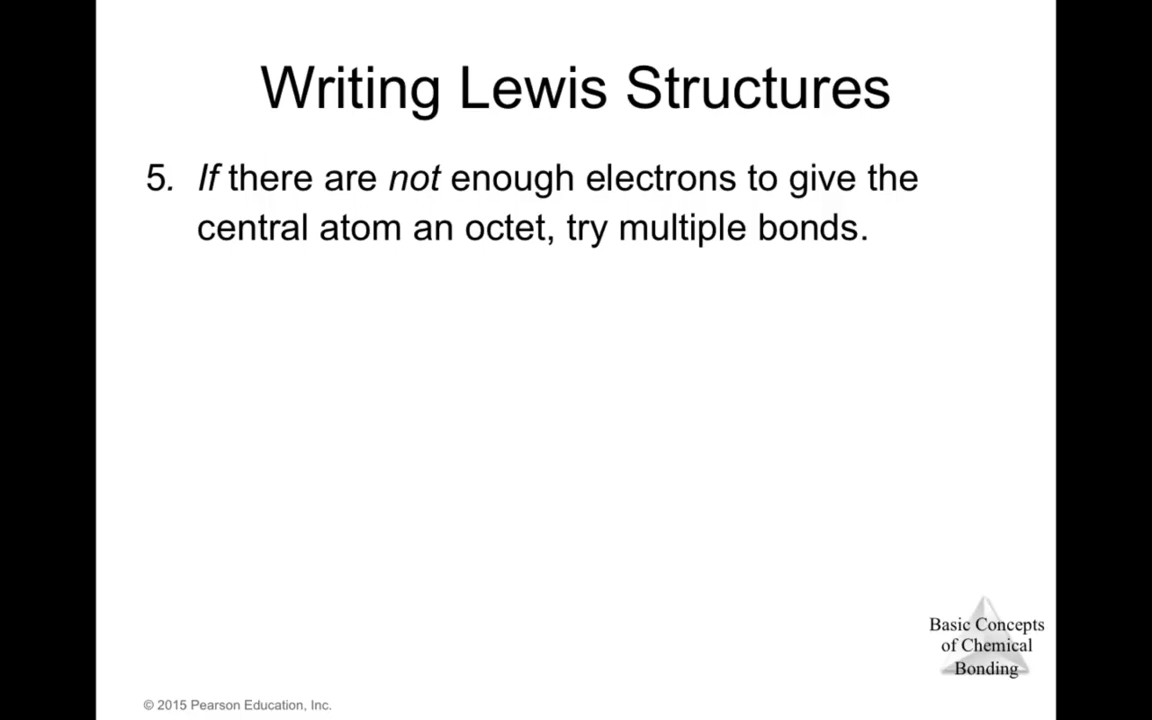 Writing Lewis Structures
5. If there are not enough electrons to give the
central atom an octet, try multiple bonds.
Basic Concepts
of Chemical
Bonding
© 2015 Pearson Education, Inc.